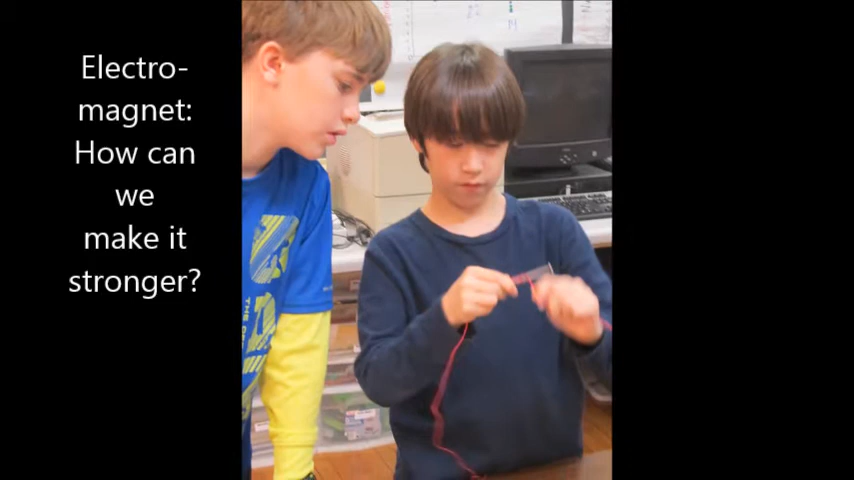 Electro-
magnet:
How can
we
make it
stronger?